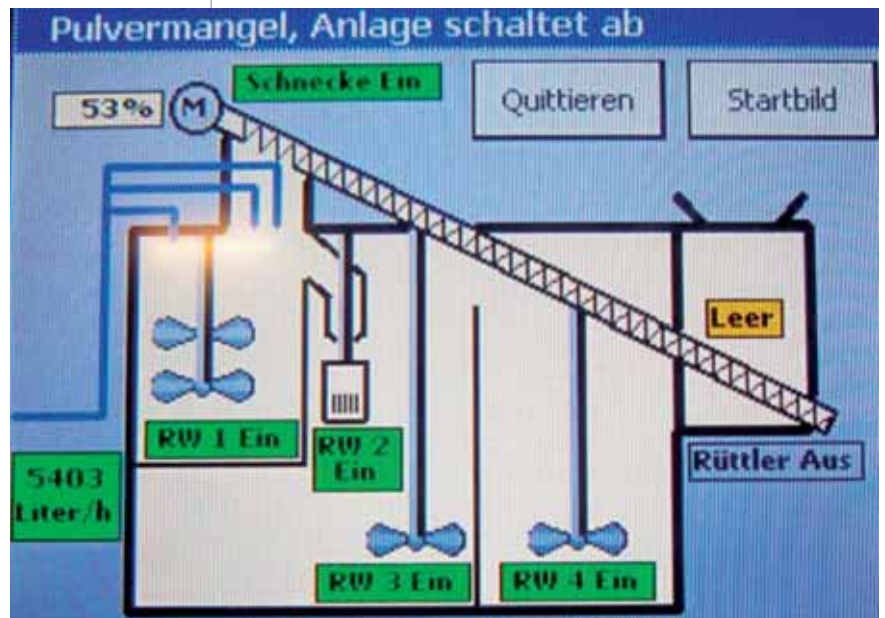 Pulvermangel, Anlage schaltet ab
Schnecke Ein
Quittieren
Startbild
53%
M
Leer
RW 1 Ein
RW 2
Ein
Rüttler Aus
5403
Liter/h
RW 3 Ein
RW 4 Ein